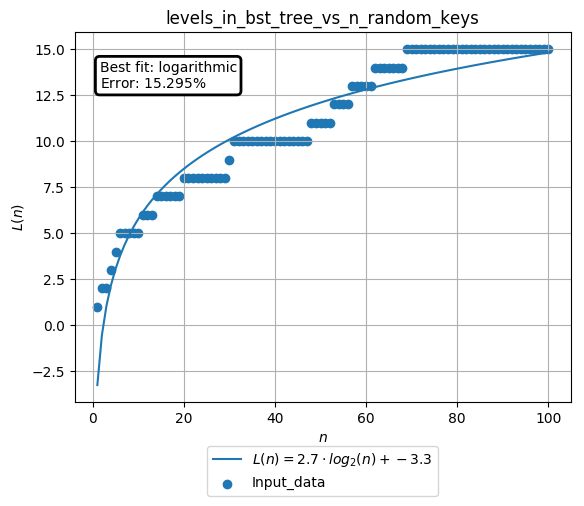 levels_in_bst_tree_vs_n_random_keys
Best fit: logarithmic
Error: 15.295%
15.0
12.5
10.0
7.5
5.0
2.5
0.0
−2.5
L(n)
0 20 40 60 80 100
n
L(n) = 2.7 · log₂(n) + −3.3
Input_data